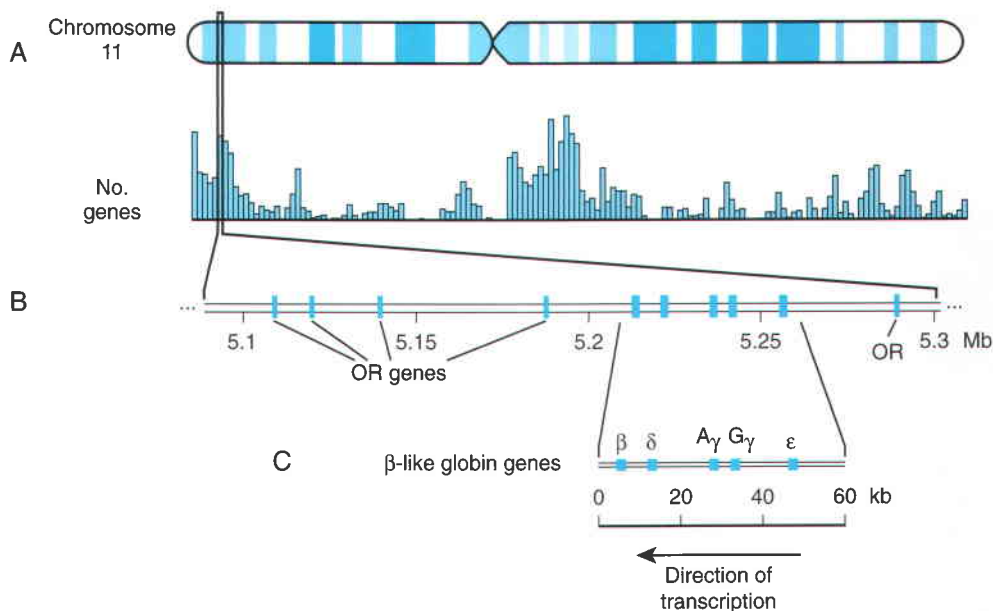 A
Chromosome
11
No.
genes
B
... ...
5.1 5.15 5.2 5.25 5.3 Mb
OR genes
OR
C
β-like globin genes
β δ Aγ Gγ ε
0 20 40 60 kb
Direction of
transcription